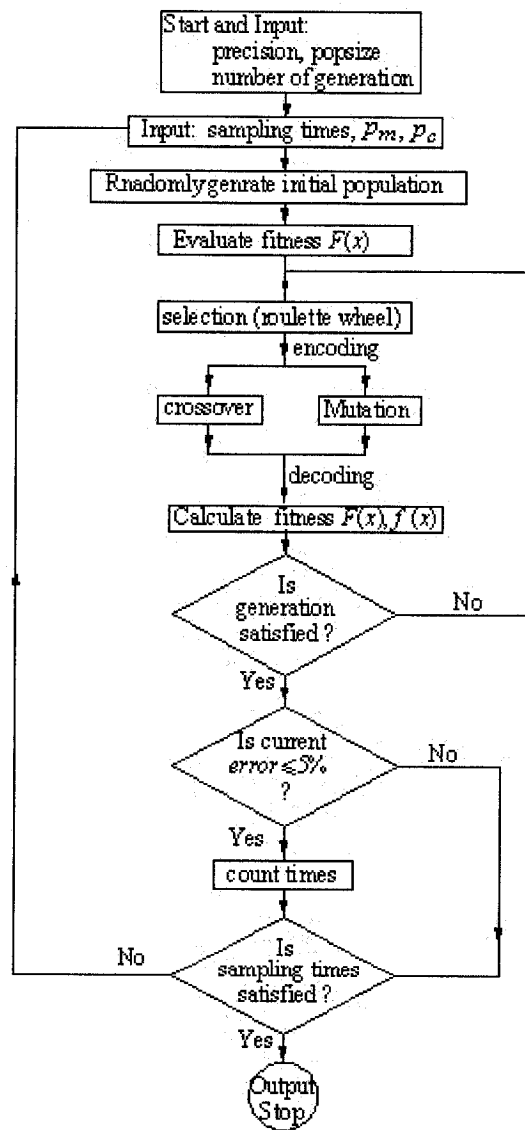 Start and Input:
precision, popsize
number of generation
Input: sampling times, Pm, Pc
Rnadomly genrate initial population
Evaluate fitness F(x)
selection (roulette wheel)
encoding
crossover
Mutation
decoding
Calculate fitness F(x), f (x)
Is
generation
satisfied ?
No
Yes
Is current
error ⩽5%
?
No
Yes
count times
Is
sampling times
satisfied ?
No
Yes
Output
Stop